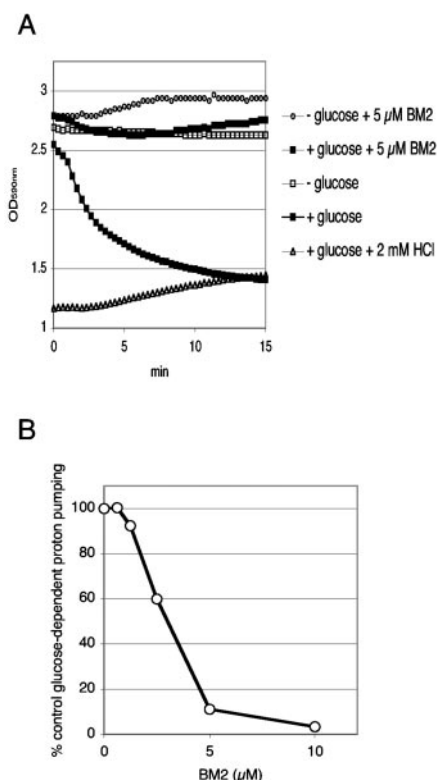 A
3
2.5
2
1.5
1
OD590nm
0
5
10
15
min
- glucose + 5 µM BM2
+ glucose + 5 µM BM2
- glucose
+ glucose
+ glucose + 2 mM HCl
B
100
80
60
40
20
0
% control glucose-dependent proton pumping
0
5
10
BM2 (µM)